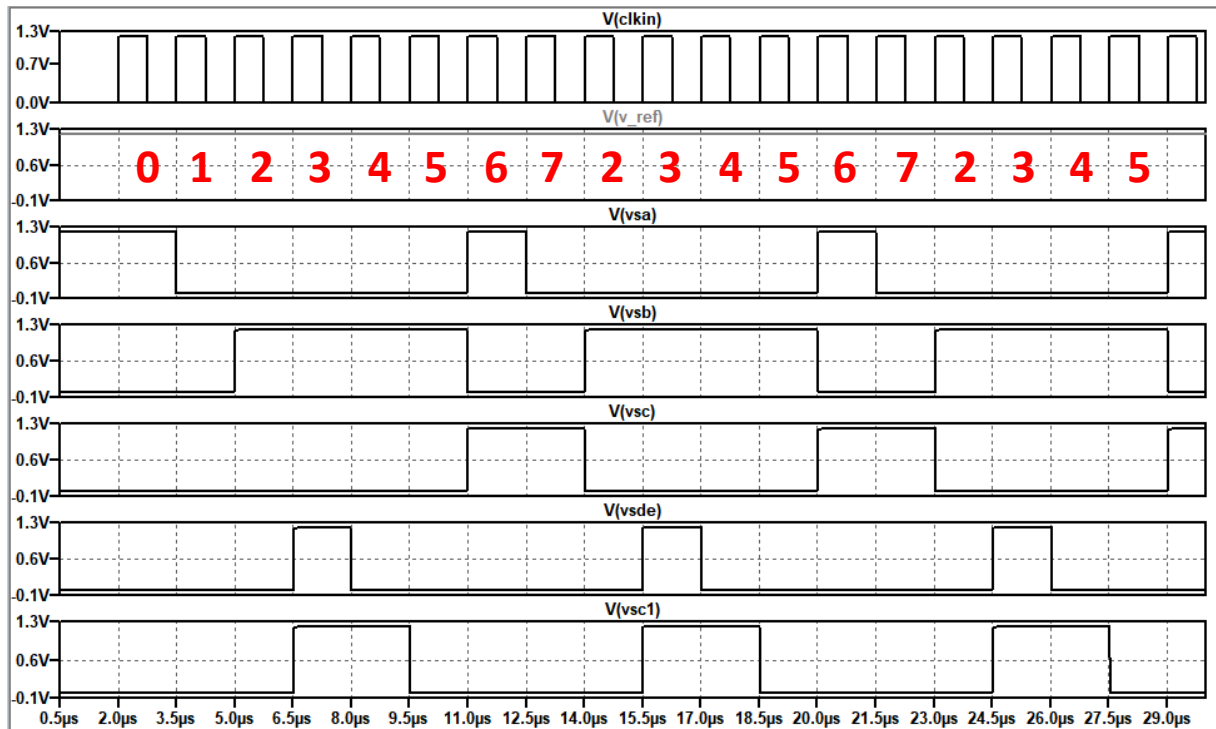 V(clkin)
1.3V
0.7V
0.0V
V(v_ref)
1.3V
0.6V
-0.1V
0 1 2 3 4 5 6 7 2 3 4 5 6 7 2 3 4 5
V(vsa)
1.3V
0.6V
-0.1V
V(vsb)
1.3V
0.6V
-0.1V
V(vsc)
1.3V
0.6V
-0.1V
V(vsde)
1.3V
0.6V
-0.1V
V(vsc1)
1.3V
0.6V
-0.1V
0.5µs 2.0µs 3.5µs 5.0µs 6.5µs 8.0µs 9.5µs 11.0µs 12.5µs 14.0µs 15.5µs 17.0µs 18.5µs 20.0µs 21.5µs 23.0µs 24.5µs 26.0µs 27.5µs 29.0µs